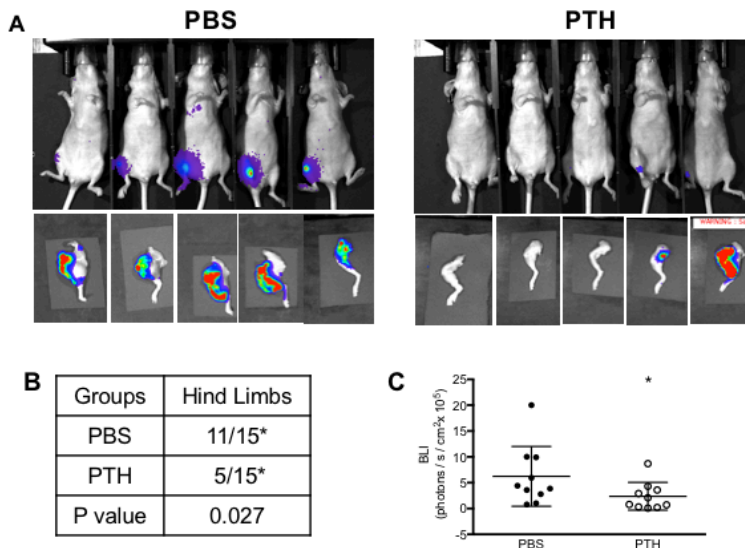 A
PBS
PTH
B
Groups Hind Limbs
PBS 11/15*
PTH 5/15*
P value 0.027
C
25
20
15
10
5
0
-5
BLI
(photons / s / cm² x 10⁵)
*
PBS
PTH